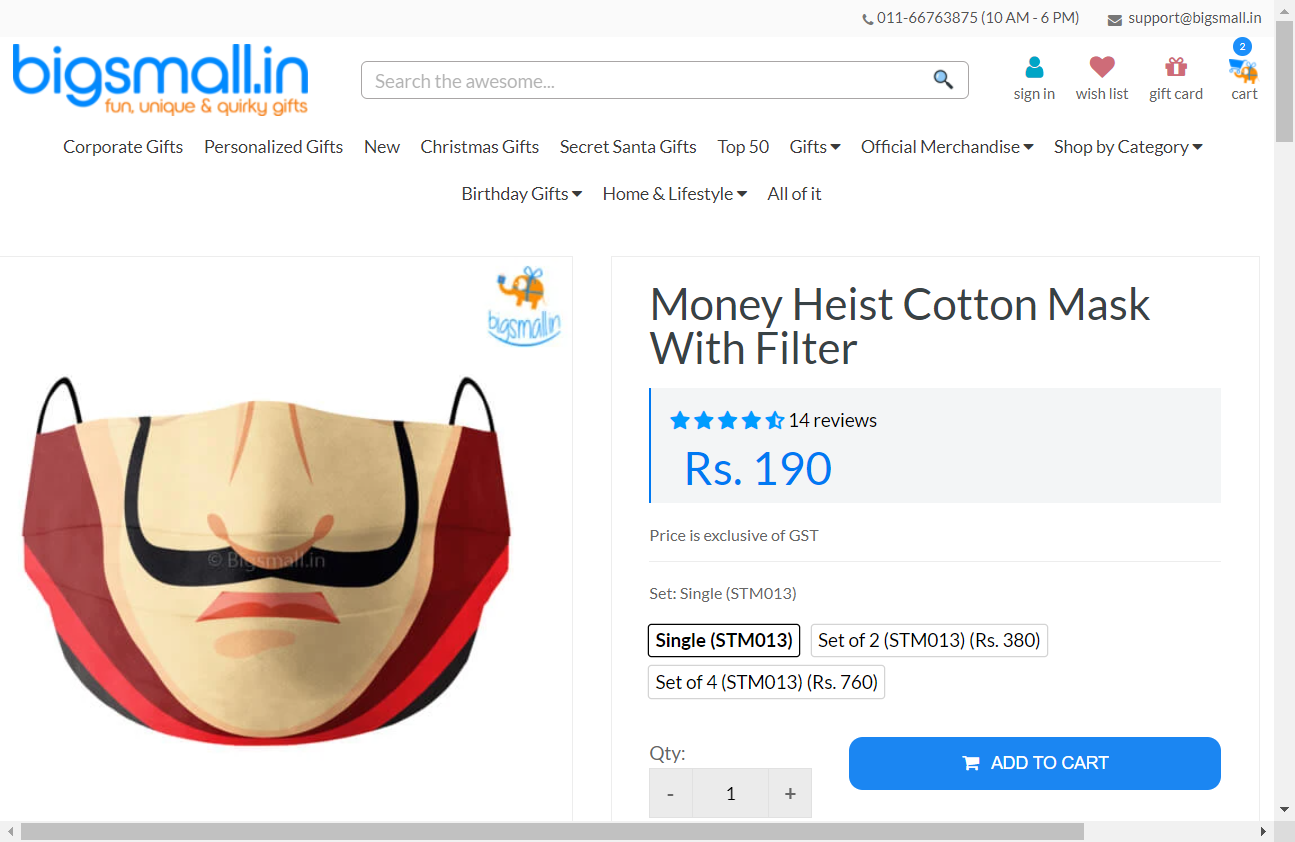 011-66763875 (10 AM - 6 PM) support@bigsmall.in
bigsmall.in
fun, unique & quirky gifts
Search the awesome...
sign in wish list gift card 2 cart
Corporate Gifts Personalized Gifts New Christmas Gifts Secret Santa Gifts Top 50 Gifts Official Merchandise Shop by Category
Birthday Gifts Home & Lifestyle All of it
bigsmall.in
© Bigsmall.in
Money Heist Cotton Mask
With Filter
14 reviews
Rs. 190
Price is exclusive of GST
Set: Single (STM013)
Single (STM013) Set of 2 (STM013) (Rs. 380)
Set of 4 (STM013) (Rs. 760)
Qty:
- 1 +
ADD TO CART